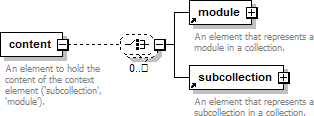 module
An element that represents a
module in a collection.
content
An element to hold the
content of the context
element ('subcollection',
'module').
0..□
subcollection
An element that represents a
subcollection in a collection.